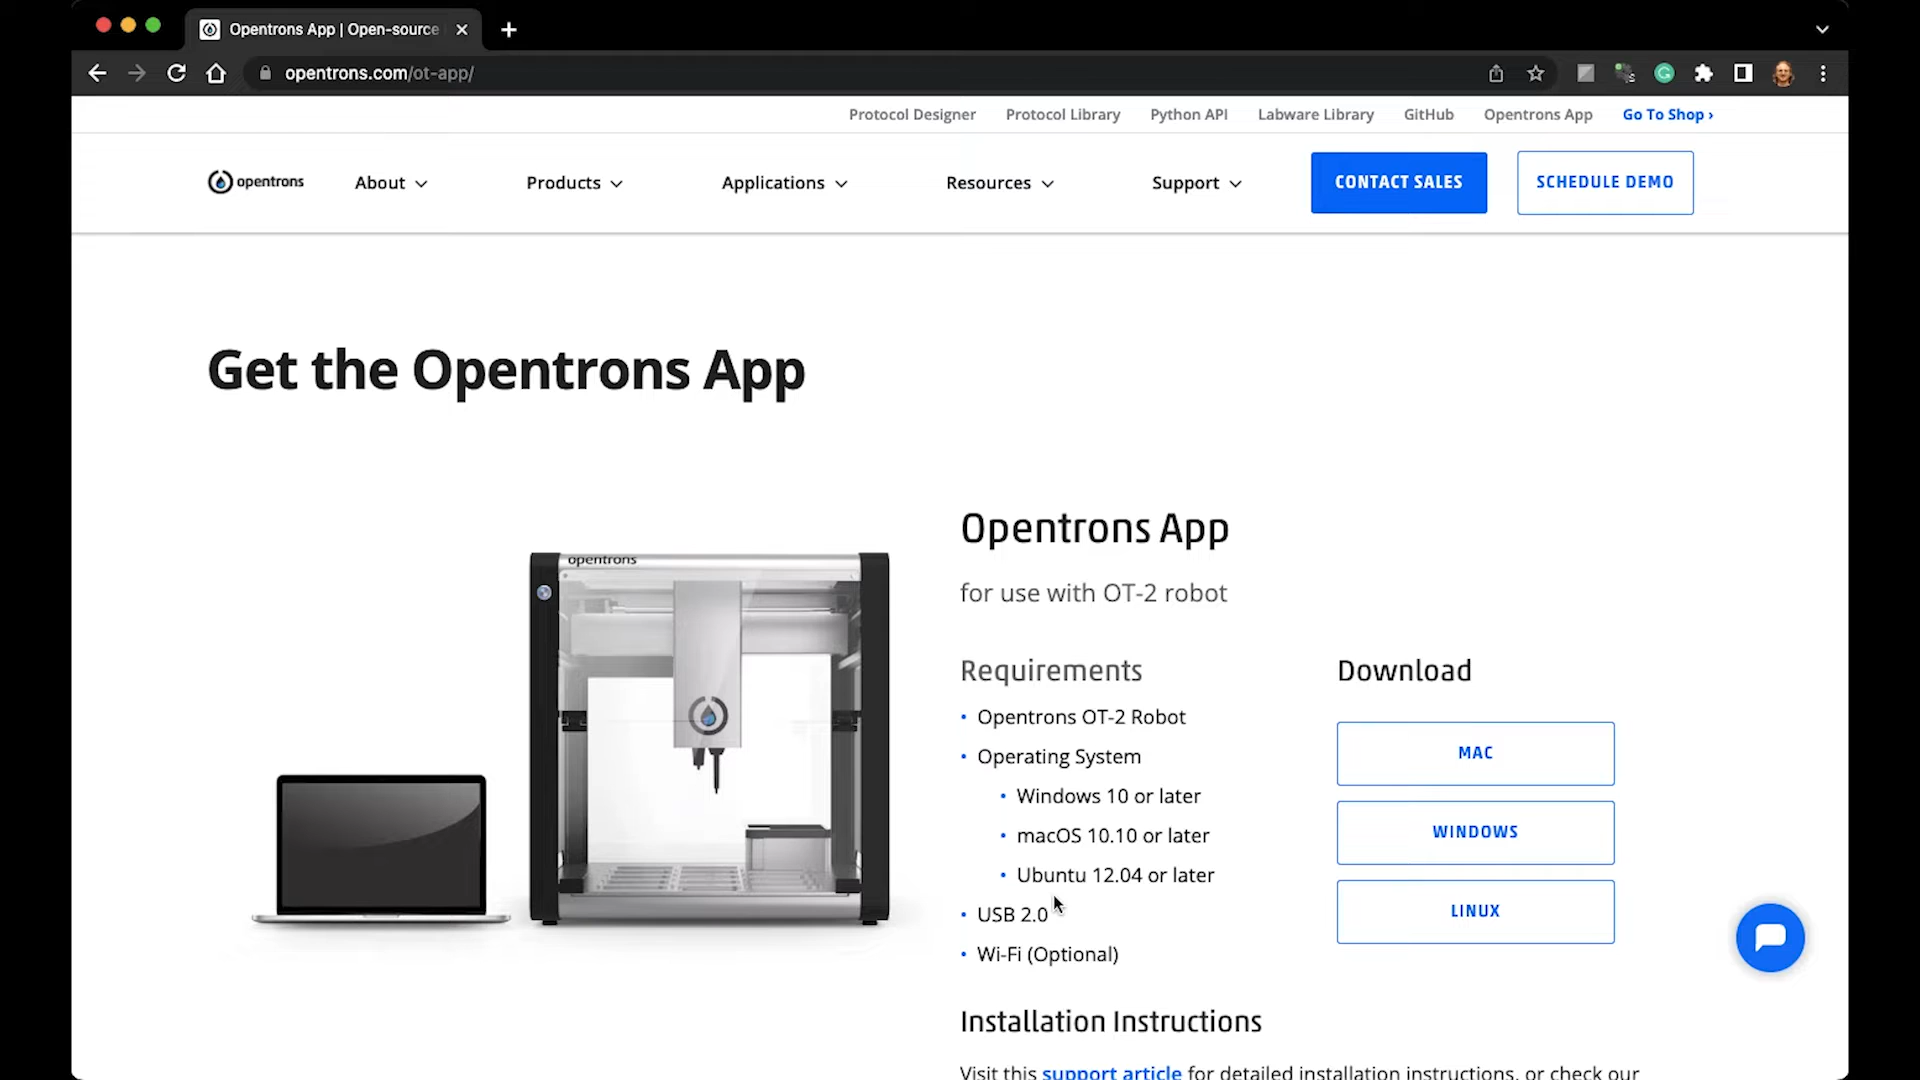 Opentrons App | Open-source
opentrons.com/ot-app/
Protocol Designer Protocol Library Python API Labware Library GitHub Opentrons App Go To Shop ›
opentrons About Products Applications Resources Support CONTACT SALES SCHEDULE DEMO
Get the Opentrons App
opentrons
Opentrons App
for use with OT-2 robot
Requirements
• Opentrons OT-2 Robot
• Operating System
• Windows 10 or later
• macOS 10.10 or later
• Ubuntu 12.04 or later
• USB 2.0
• Wi-Fi (Optional)
Download
MAC
WINDOWS
LINUX
Installation Instructions
Visit this support article for detailed installation instructions, or check our